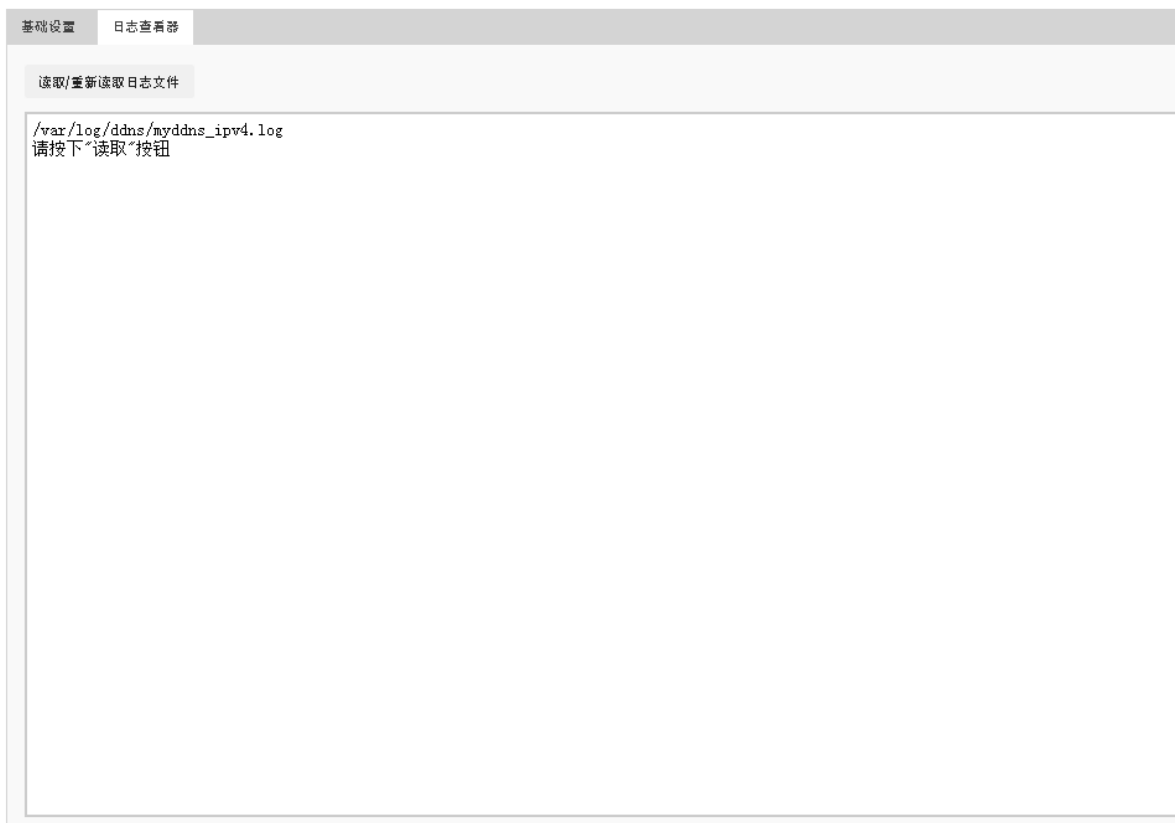 基础设置
日志查看器
读取/重新读取日志文件
/var/log/ddns/myddns_ipv4.log
请按下"读取"按钮